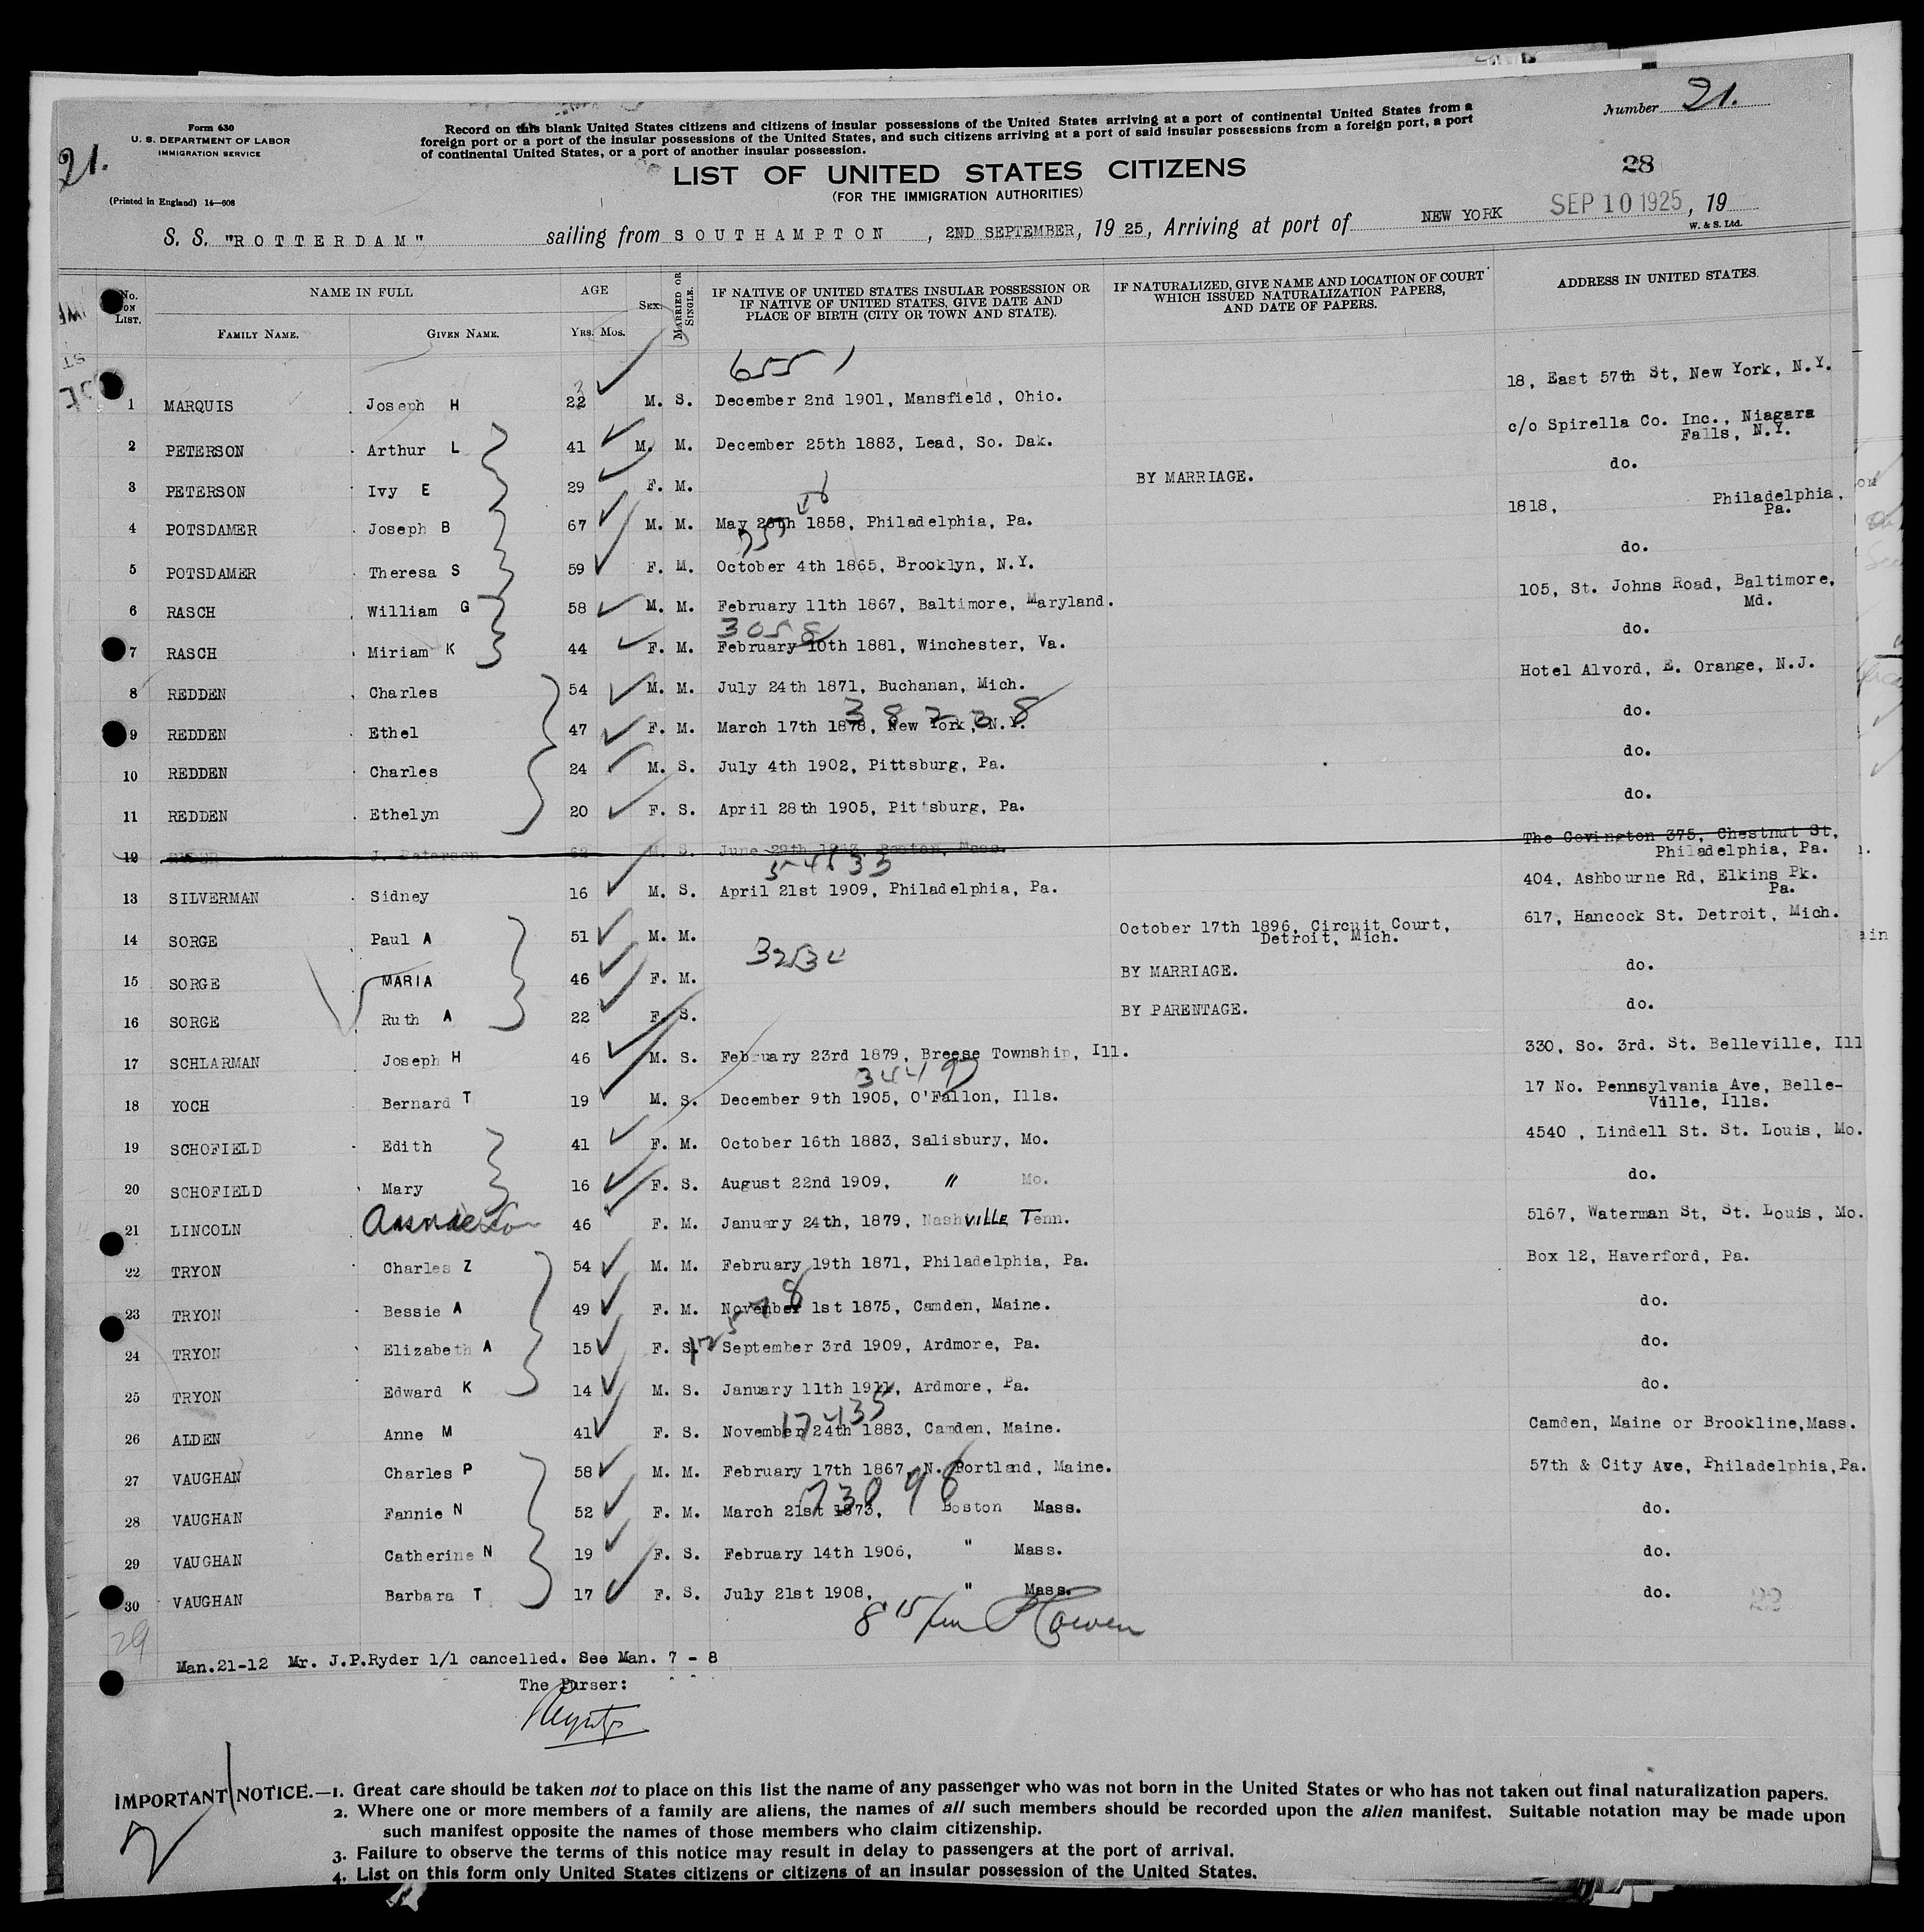 Number 21.
Form 630
U. S. DEPARTMENT OF LABOR
IMMIGRATION SERVICE
21.
(Printed in England) 14—608
Record on this blank United States citizens and citizens of insular possessions of the United States arriving at a port of continental United States from a
foreign port or a port of the insular possessions of the United States, and such citizens arriving at a port of said insular possessions from a foreign port, a port
of continental United States, or a port of another insular possession.
28
LIST OF UNITED STATES CITIZENS
(FOR THE IMMIGRATION AUTHORITIES)
S. S. "ROTTERDAM" sailing from SOUTHAMPTON, 2ND SEPTEMBER, 19 25, Arriving at port of NEW YORK SEP 10 1925, 19
W. & S. Ltd.
No. ON LIST. NAME IN FULL AGE SEX. MARRIED OR SINGLE. IF NATIVE OF UNITED STATES INSULAR POSSESSION OR IF NATIVE OF UNITED STATES, GIVE DATE AND PLACE OF BIRTH (CITY OR TOWN AND STATE). IF NATURALIZED, GIVE NAME AND LOCATION OF COURT WHICH ISSUED NATURALIZATION PAPERS, AND DATE OF PAPERS. ADDRESS IN UNITED STATES.
FAMILY NAME. GIVEN NAME. YRS. MOS.
6551
1 MARQUIS Joseph H 22 3 M. S. December 2nd 1901, Mansfield, Ohio. 18, East 57th St, New York, N.Y.
2 PETERSON Arthur L 41 M. M. December 25th 1883, Lead, So. Dak. c/o Spirella Co. Inc., Niagara Falls, N.Y.
3 PETERSON Ivy E 29 F. M. BY MARRIAGE. do.
4 POTSDAMER Joseph B 67 M. M. May 28th 1858, Philadelphia, Pa. 1818, Philadelphia, Pa.
5 POTSDAMER Theresa S 59 F. M. October 4th 1865, Brooklyn, N.Y. do.
6 RASCH William G 58 M. M. February 11th 1867, Baltimore, Maryland. 105, St. Johns Road, Baltimore, Md.
3058
7 RASCH Miriam K 44 F. M. February 10th 1881, Winchester, Va. do.
8 REDDEN Charles 54 M. M. July 24th 1871, Buchanan, Mich. Hotel Alvord, E. Orange, N.J.
38238
9 REDDEN Ethel 47 F. M. March 17th 1878, New York, N.Y. do.
10 REDDEN Charles 24 M. S. July 4th 1902, Pittsburg, Pa. do.
11 REDDEN Ethelyn 20 F. S. April 28th 1905, Pittsburg, Pa. do.
12 J. Peterson 62 M. S. June 29th Boston, Mass. The Covington 375, Chestnut St, Philadelphia, Pa.
13 SILVERMAN Sidney 16 M. S. April 21st 1909, Philadelphia, Pa. 404, Ashbourne Rd, Elkins Pk. Pa.
14 SORGE Paul A 51 M. M. October 17th 1896, Circuit Court, Detroit, Mich. 617, Hancock St. Detroit, Mich.
15 SORGE MARIA 46 F. M. BY MARRIAGE. do.
16 SORGE Ruth A 22 F. S. BY PARENTAGE. do.
17 SCHLARMAN Joseph H 46 M. S. February 23rd 1879, Breese Township, Ill. 330, So. 3rd. St. Belleville, Ill
18 YOCH Bernard T 19 M. S. December 9th 1905, O'Fallon, Ills. 17 No. Pennsylvania Ave, Belle-Ville, Ills.
19 SCHOFIELD Edith 41 F. M. October 16th 1883, Salisbury, Mo. 4540 , Lindell St. St. Louis, Mo.
20 SCHOFIELD Mary 16 F. S. August 22nd 1909, " Mo. do.
21 LINCOLN 46 F. M. January 24th, 1879, NashVILLE Tenn. 5167, Waterman St, St. Louis, Mo.
22 TRYON Charles Z 54 M. M. February 19th 1871, Philadelphia, Pa. Box 12, Haverford, Pa.
23 TRYON Bessie A 49 F. M. November 1st 1875, Camden, Maine. do.
24 TRYON Elizabeth A 15 F. S. September 3rd 1909, Ardmore, Pa. do.
25 TRYON Edward K 14 M. S. January 11th 1911, Ardmore, Pa. do.
17435
26 ALDEN Anne M 41 F. S. November 24th 1883, Camden, Maine. Camden, Maine or Brookline,Mass.
27 VAUGHAN Charles P 58 M. M. February 17th 1867, N. Portland, Maine. 57th & City Ave, Philadelphia,Pa.
73098
28 VAUGHAN Fannie N 52 F. M. March 21st 1873, Boston Mass. do.
29 VAUGHAN Catherine N 19 F. S. February 14th 1906, " Mass. do.
30 VAUGHAN Barbara T 17 F. S. July 21st 1908, " Mass. do.
29
Man.21-12 Mr. J.P.Ryder 1/1 cancelled. See Man. 7 - 8
The Purser:
IMPORTANT NOTICE.—1. Great care should be taken not to place on this list the name of any passenger who was not born in the United States or who has not taken out final naturalization papers.
2. Where one or more members of a family are aliens, the names of all such members should be recorded upon the alien manifest. Suitable notation may be made upon
such manifest opposite the names of those members who claim citizenship.
3. Failure to observe the terms of this notice may result in delay to passengers at the port of arrival.
4. List on this form only United States citizens or citizens of an insular possession of the United States.